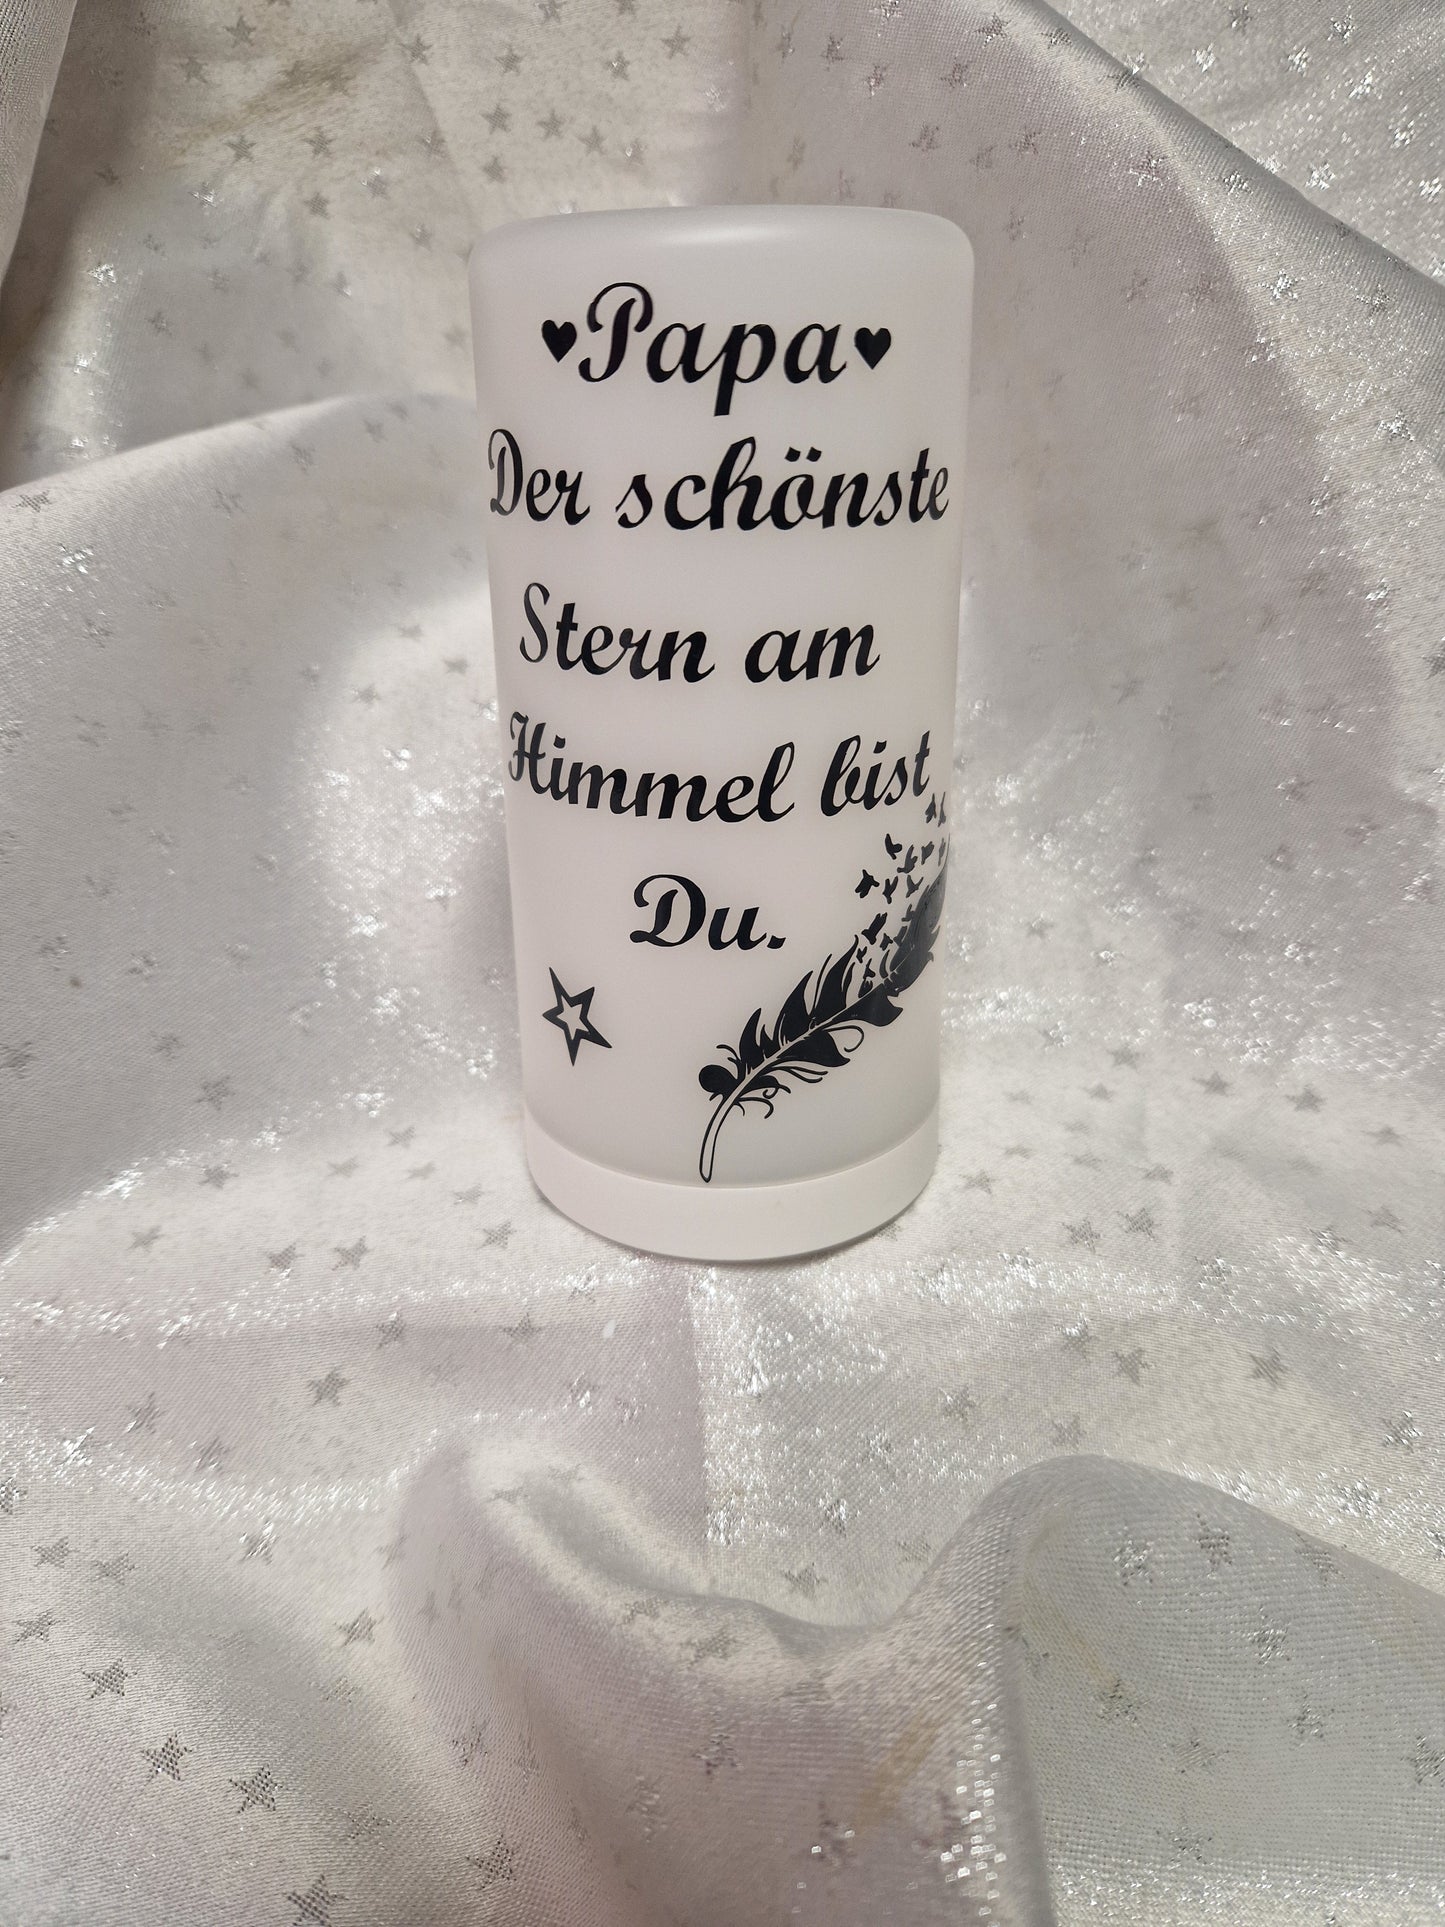 ♥Papa♥
Der schönste
Stern am
Himmel bist
Du.